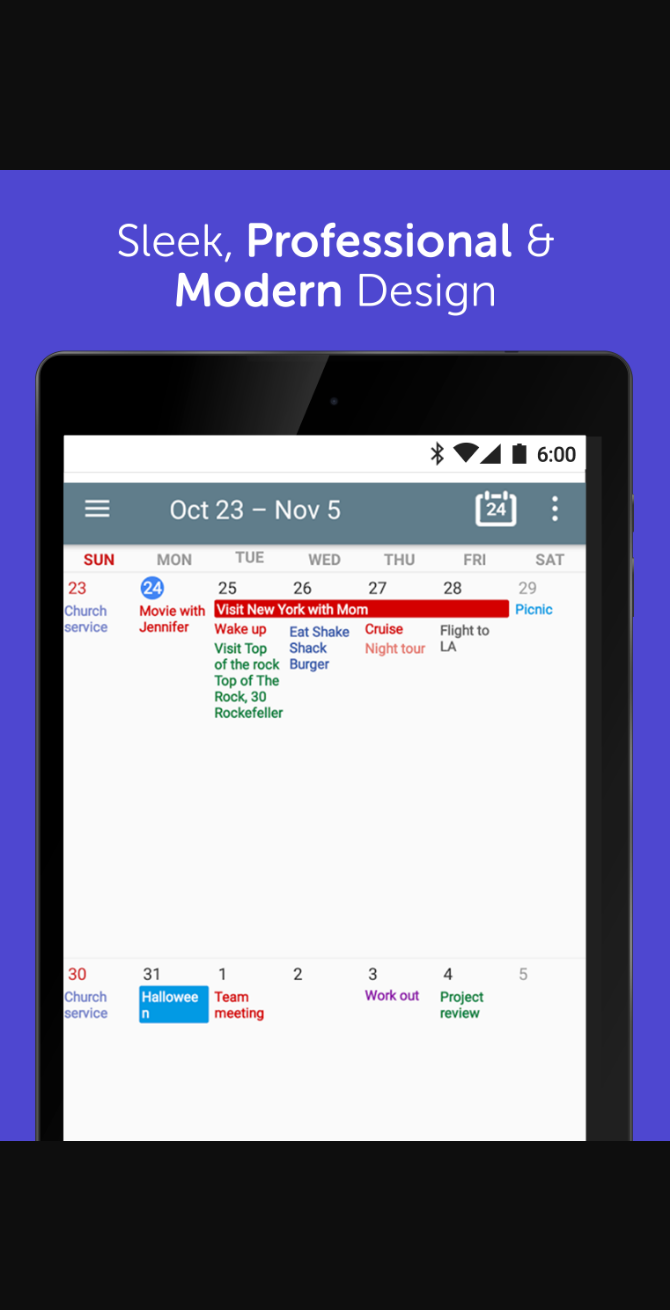 Sleek, Professional &
Modern Design
6:00
Oct 23 – Nov 5
24
SUN MON TUE WED THU FRI SAT
23 24 25 26 27 28 29
Church
service
Movie with
Jennifer
Visit New York with Mom
Wake up
Visit Top
of the rock
Top of The
Rock, 30
Rockefeller
Eat Shake
Shack
Burger
Cruise
Night tour
Flight to
LA
Picnic
30 31 1 2 3 4 5
Church
service
Hallowee
n
Team
meeting
Work out
Project
review